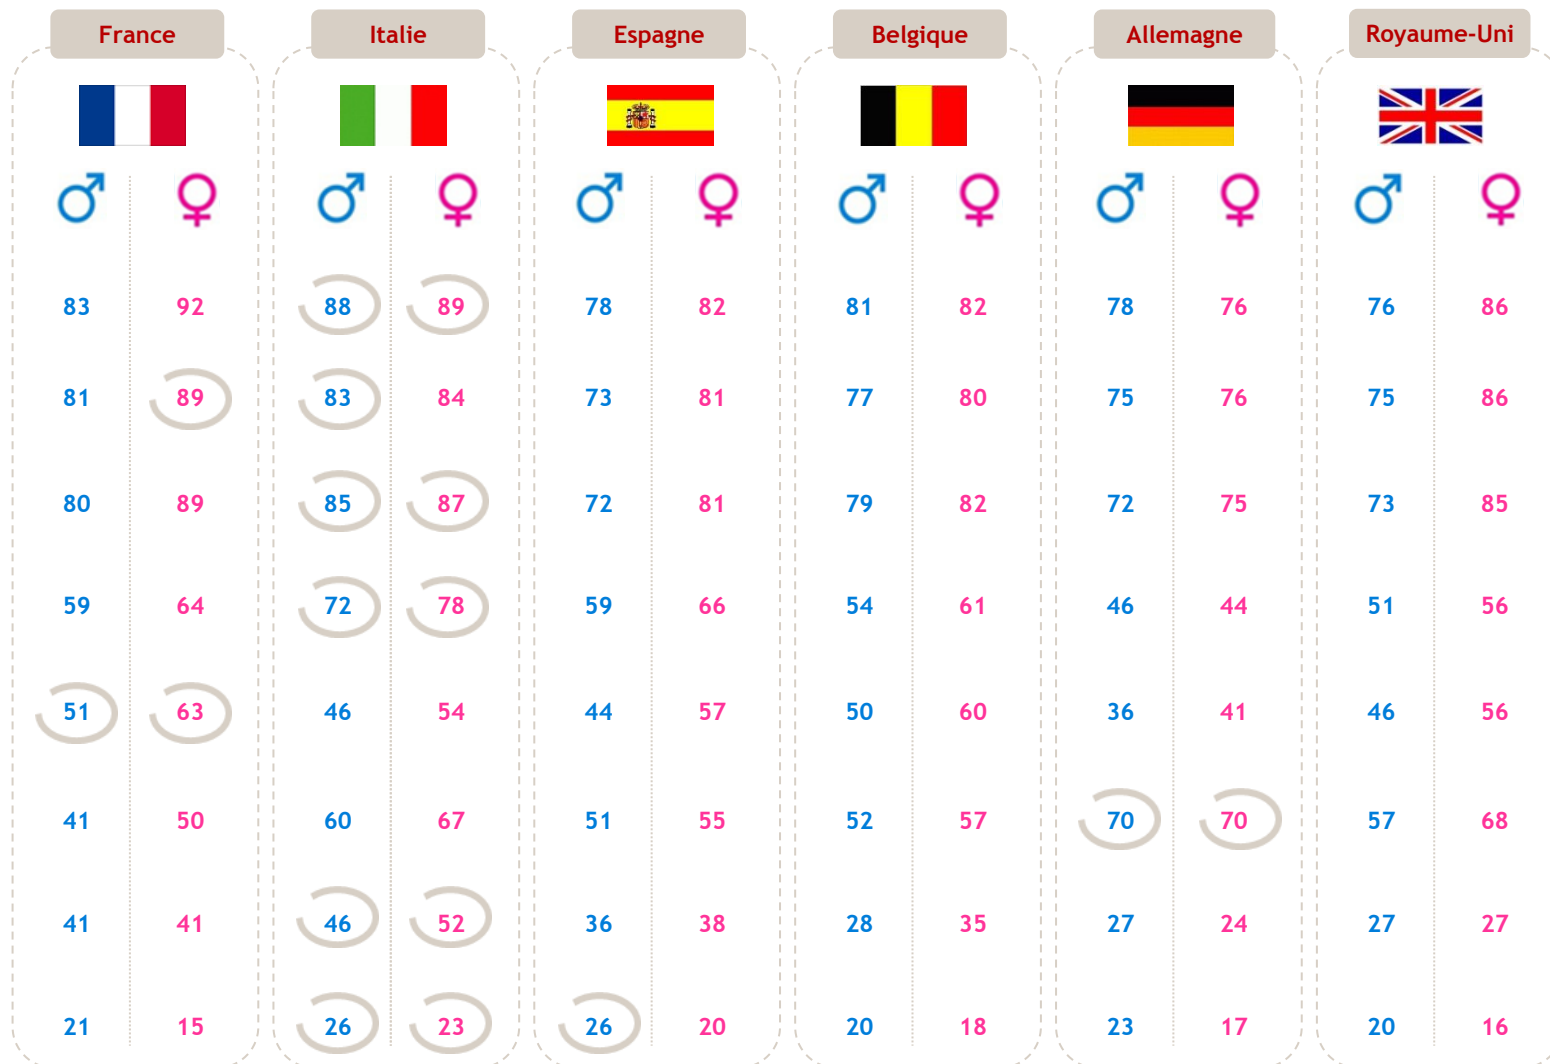 France Italie Espagne Belgique Allemagne Royaume-Uni
83 92 88 89 78 82 81 82 78 76 76 86
81 89 83 84 73 81 77 80 75 76 75 86
80 89 85 87 72 81 79 82 72 75 73 85
59 64 72 78 59 66 54 61 46 44 51 56
51 63 46 54 44 57 50 60 36 41 46 56
41 50 60 67 51 55 52 57 70 70 57 68
41 41 46 52 36 38 28 35 27 24 27 27
21 15 26 23 26 20 20 18 23 17 20 16